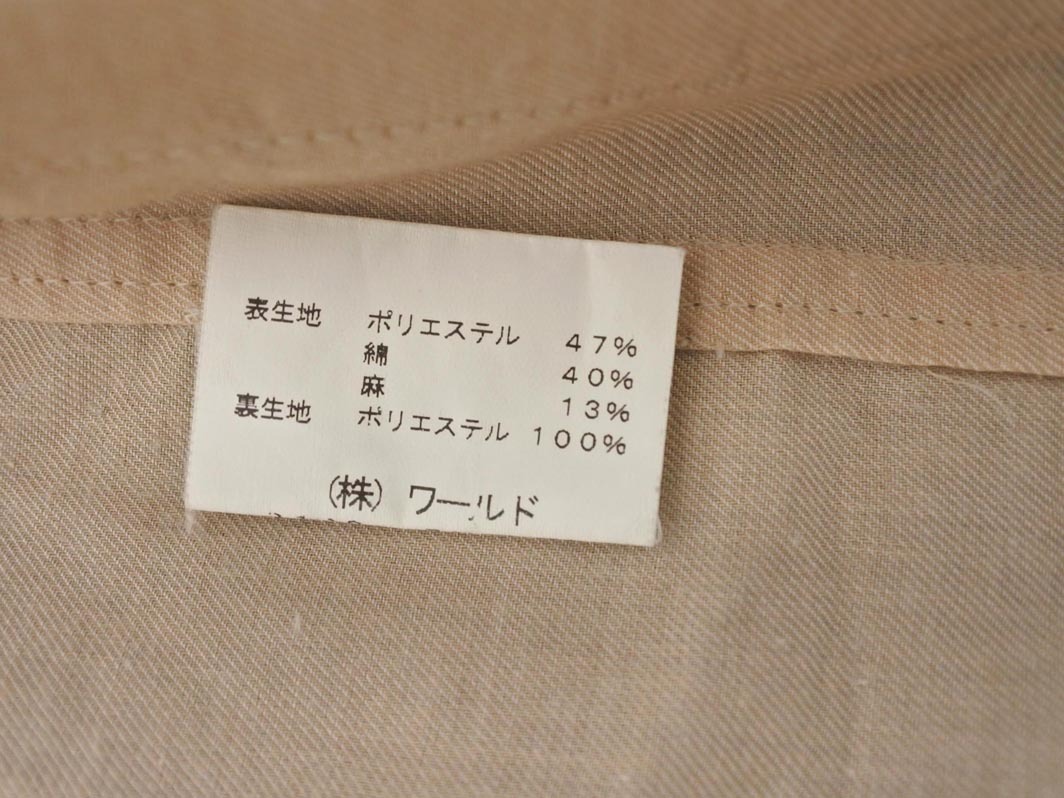 表生地 ポリエステル 47%
綿 40%
麻 13%
裏生地 ポリエステル 100%
(株) ワールド